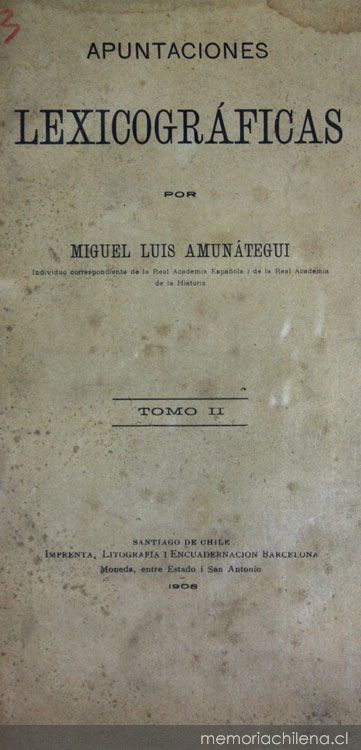 3
APUNTACIONES
LEXICOGRÁFICAS
POR
MIGUEL LUIS AMUNÁTEGUI
Individuo correspondiente de la Real Academia Española i de la Real Academia
de la Historia
TOMO II
SANTIAGO DE CHILE
IMPRENTA, LITOGRAFÍA I ENCUADERNACION BARCELONA
Moneda, entre Estado i San Antonio
1908
memoriachilena.cl